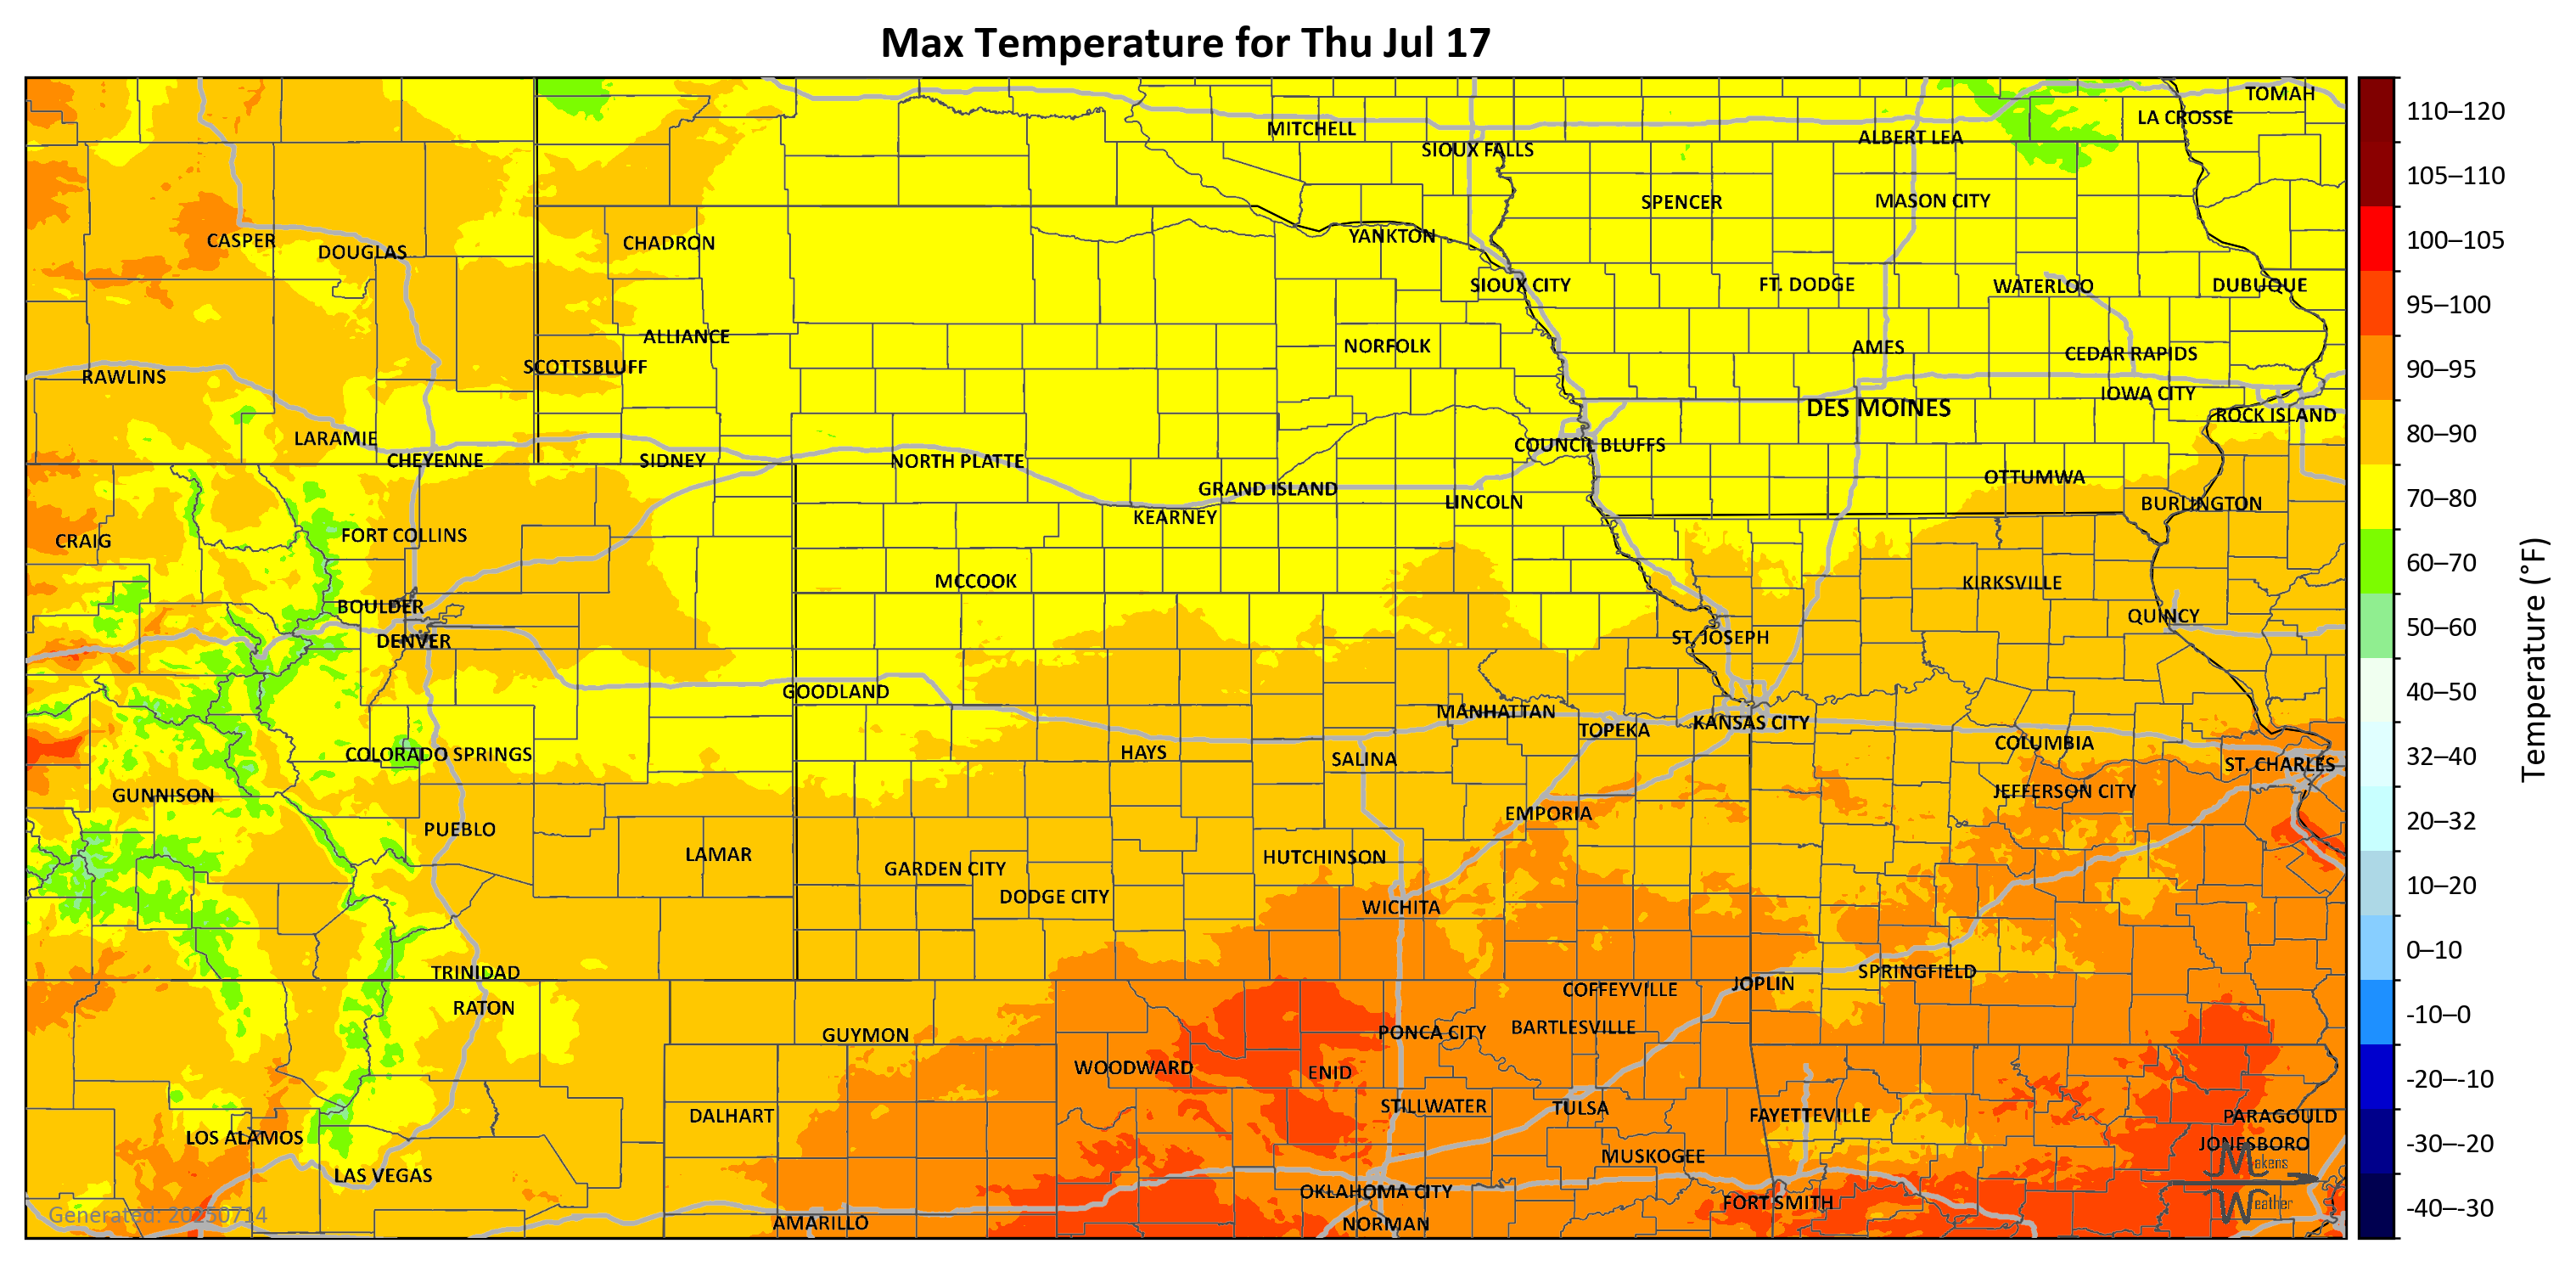 Max Temperature for Thu Jul 17
TOMAH
LA CROSSE
MITCHELL
ALBERT LEA
SIOUX FALLS
SPENCER
MASON CITY
CASPER
DOUGLAS
CHADRON
YANKTON
SIOUX CITY
FT. DODGE
WATERLOO
DUBUQUE
ALLIANCE
NORFOLK
AMES
CEDAR RAPIDS
SCOTTSBLUFF
RAWLINS
IOWA CITY
DES MOINES
ROCK ISLAND
LARAMIE
COUNCIL BLUFFS
CHEYENNE
SIDNEY
NORTH PLATTE
OTTUMWA
GRAND ISLAND
LINCOLN
BURLINGTON
KEARNEY
FORT COLLINS
CRAIG
MCCOOK
KIRKSVILLE
BOULDER
QUINCY
DENVER
ST. JOSEPH
GOODLAND
MANHATTAN
KANSAS CITY
TOPEKA
COLUMBIA
COLORADO SPRINGS
HAYS
SALINA
ST. CHARLES
GUNNISON
JEFFERSON CITY
EMPORIA
PUEBLO
LAMAR
HUTCHINSON
GARDEN CITY
DODGE CITY
WICHITA
TRINIDAD
SPRINGFIELD
JOPLIN
COFFEYVILLE
RATON
BARTLESVILLE
GUYMON
PONCA CITY
WOODWARD
ENID
STILLWATER
TULSA
DALHART
FAYETTEVILLE
PARAGOULD
LOS ALAMOS
JONESBORO
MUSKOGEE
LAS VEGAS
OKLAHOMA CITY
FORT SMITH
AMARILLO
NORMAN
Makens
Weather
Generated: 20250714
110–120
105–110
100–105
95–100
90–95
80–90
70–80
60–70
50–60
40–50
32–40
20–32
10–20
0–10
-10–0
-20–-10
-30–-20
-40–-30
Temperature (°F)